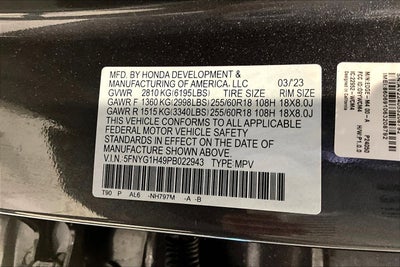 MFD. BY HONDA DEVELOPMENT &
MANUFACTURING OF AMERICA, LLC 03/'23
GVWR 2810 KG(6195LBS) TIRE SIZE RIM SIZE
GAWR F 1360 KG(2998LBS) 255/60R18 108H 18X8.0J
GAWR R 1515 KG(3340LBS) 255/60R18 108H 18X8.0J
THIS VEHICLE CONFORMS TO ALL APPLICABLE
FEDERAL MOTOR VEHICLE SAFETY
STANDARDS IN EFFECT ON THE DATE OF
MANUFACTURE SHOWN ABOVE.
5FNYG1H49PB022943 TYPE MPV
T90 P AL6 -NH797M -A -B